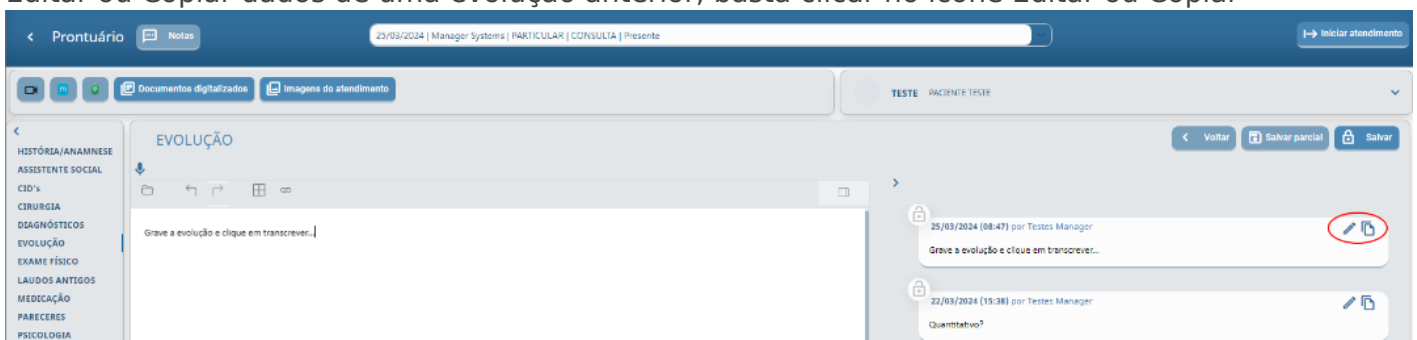 Editar ou Copiar dados de uma evolução anterior, basta clicar no ícone Editar ou Copiar
Prontuário Notas 25/03/2024 | Manager Systems | PARTICULAR | CONSULTA | Presente Iniciar atendimento
Documentos digitalizados Imagens do atendimento TESTE PACIENTE TESTE
EVOLUÇÃO Voltar Salvar parcial Salvar
HISTÓRIA/ANAMNESE
ASSISTENTE SOCIAL
CID's
CIRURGIA
DIAGNÓSTICOS
EVOLUÇÃO
EXAME FÍSICO
LAUDOS ANTIGOS
MEDICAÇÃO
PARECERES
PSICOLOGIA
Grave a evolução e clique em transcrever...
25/03/2024 (08:47) por Testes Manager
Grave a evolução e clique em transcrever...
22/03/2024 (15:38) por Testes Manager
Quantitativo?